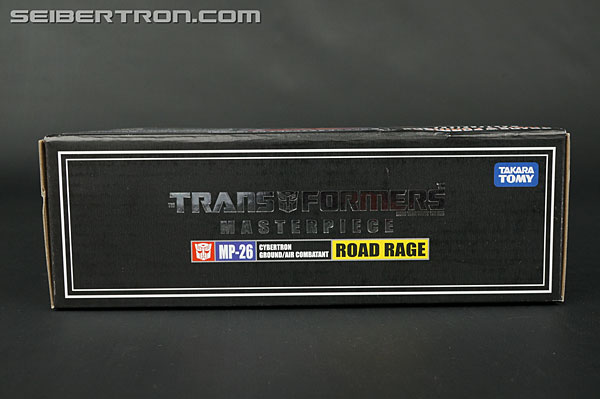 SEIBERTRON.COM
TAKARA
TOMY
TRANSFORMERS
MASTERPIECE
MP-26 CYBERTRON GROUND/AIR COMBATANT ROAD RAGE